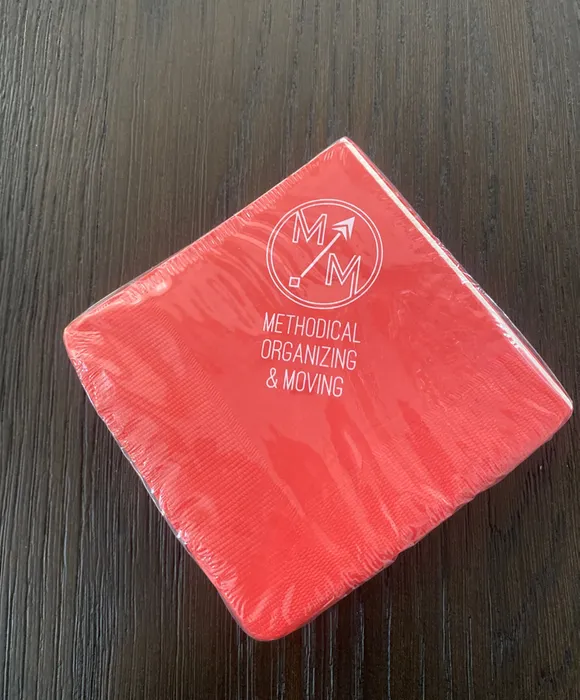 M
M
METHODICAL
ORGANIZING
& MOVING